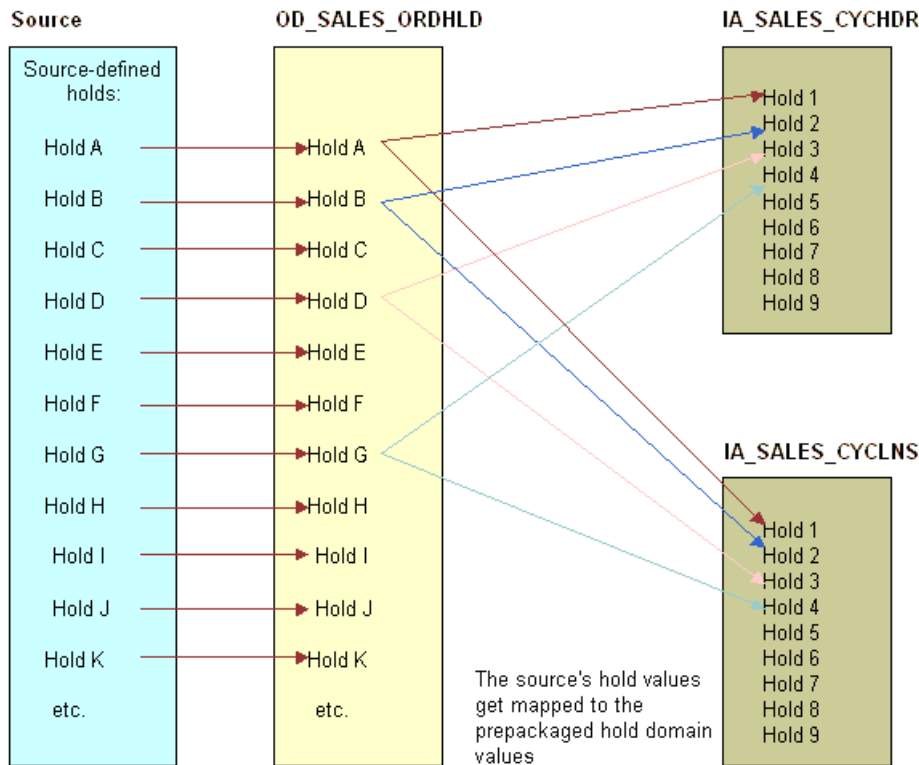 Source
Source-defined
holds:
Hold A
Hold B
Hold C
Hold D
Hold E
Hold F
Hold G
Hold H
Hold I
Hold J
Hold K
etc.
OD_SALES_ORDHLD
Hold A
Hold B
Hold C
Hold D
Hold E
Hold F
Hold G
Hold H
Hold I
Hold J
Hold K
etc.
IA_SALES_CYCHDR
Hold 1
Hold 2
Hold 3
Hold 4
Hold 5
Hold 6
Hold 7
Hold 8
Hold 9
IA_SALES_CYCLNS
Hold 1
Hold 2
Hold 3
Hold 4
Hold 5
Hold 6
Hold 7
Hold 8
Hold 9
The source's hold values
get mapped to the
prepackaged hold domain
values